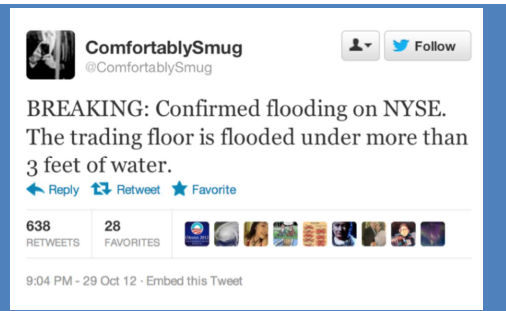 ComfortablySmug
@ComfortablySmug
Follow
BREAKING: Confirmed flooding on NYSE.
The trading floor is flooded under more than
3 feet of water.
Reply Retweet Favorite
638 28
RETWEETS FAVORITES
9:04 PM - 29 Oct 12 · Embed this Tweet